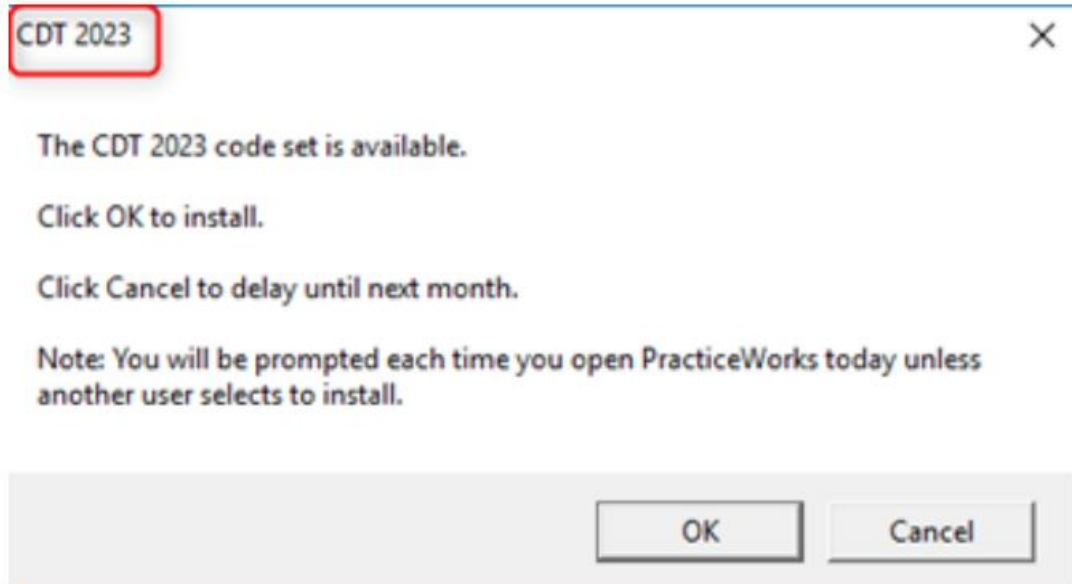 CDT 2023
The CDT 2023 code set is available.
Click OK to install.
Click Cancel to delay until next month.
Note: You will be prompted each time you open PracticeWorks today unless
another user selects to install.
OK
Cancel